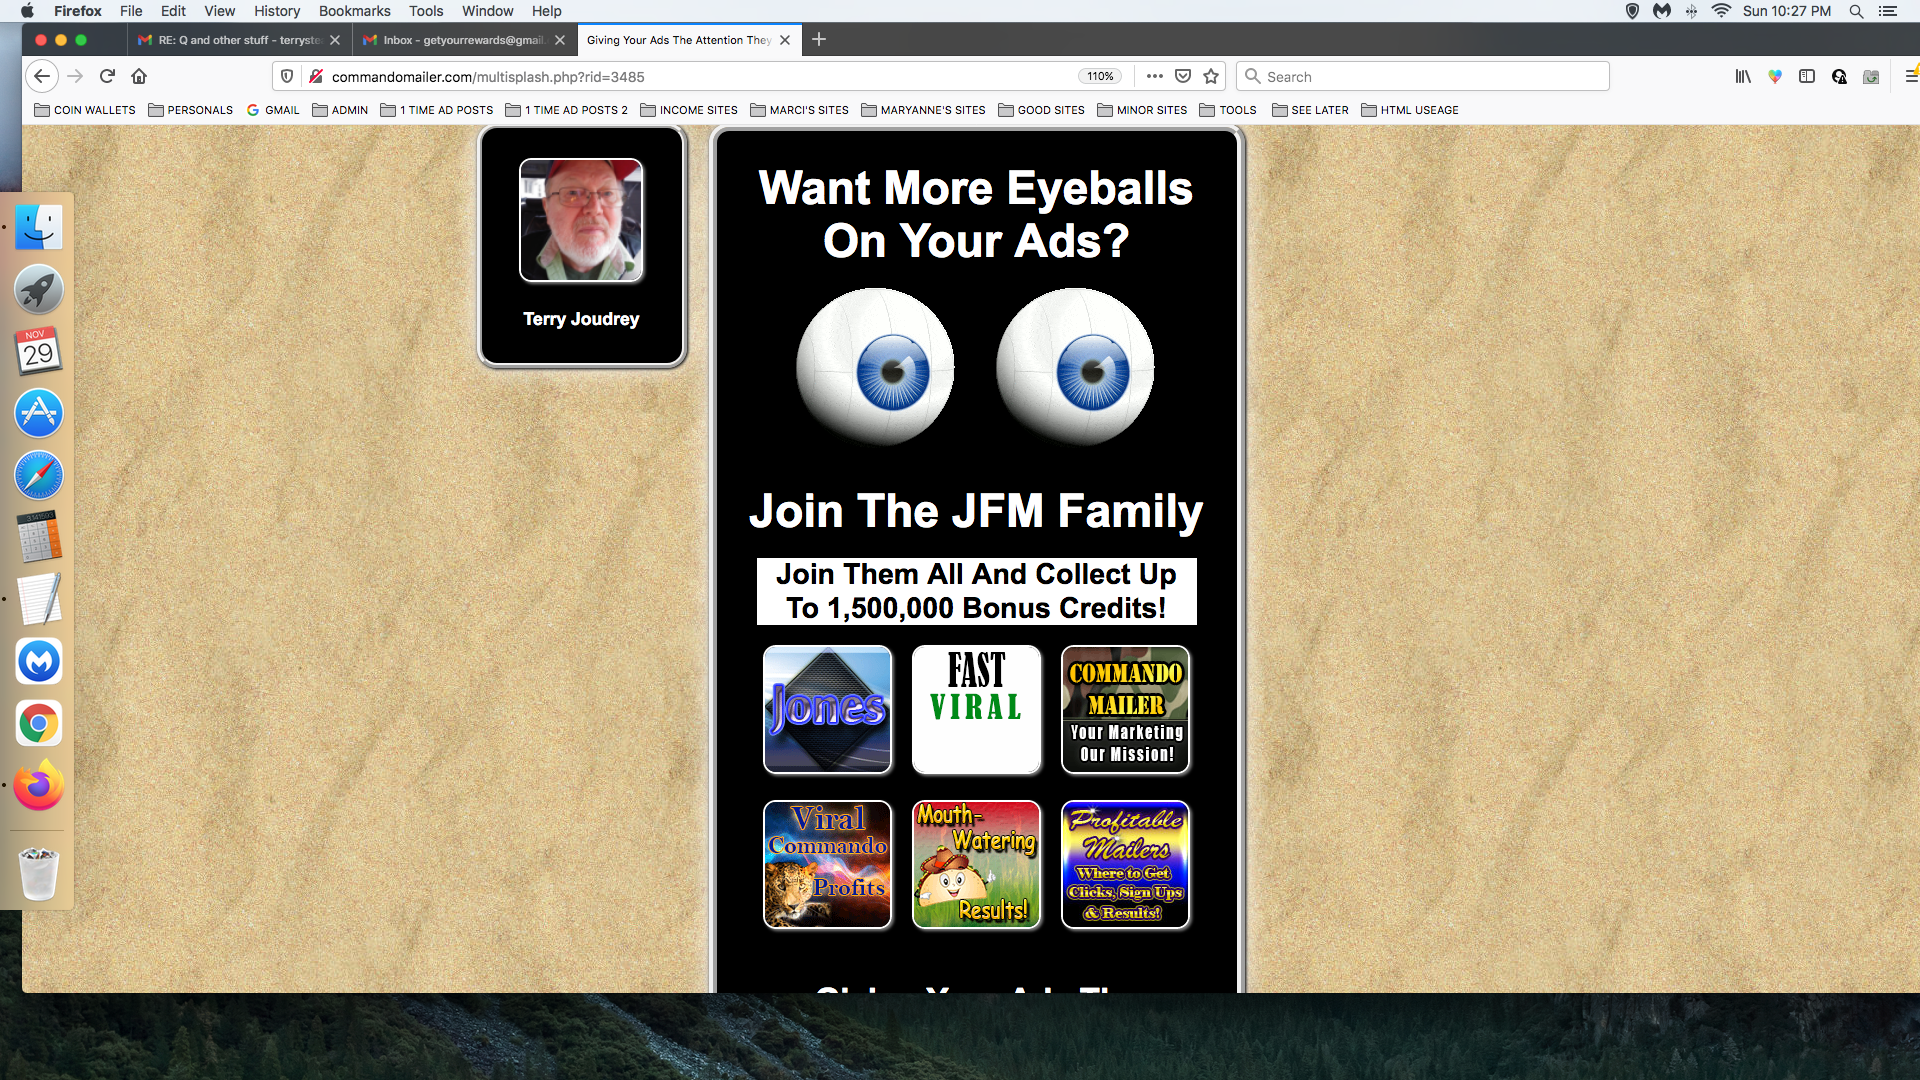 Firefox File Edit View History Bookmarks Tools Window Help
Sun 10:27 PM
RE: Q and other stuff - terryste
Inbox - getyourrewards@gmail.
Giving Your Ads The Attention They
commandomailer.com/multisplash.php?rid=3485
110%
Search
COIN WALLETS PERSONALS GMAIL ADMIN 1 TIME AD POSTS 1 TIME AD POSTS 2 INCOME SITES MARCI'S SITES MARYANNE'S SITES GOOD SITES MINOR SITES TOOLS SEE LATER HTML USEAGE
NOV
29
Terry Joudrey
Want More Eyeballs
On Your Ads?
Join The JFM Family
Join Them All And Collect Up
To 1,500,000 Bonus Credits!
Jones
FAST
VIRAL
COMMANDO
MAILER
Your Marketing
Our Mission!
Viral
Commando
Profits
Mouth-
Watering
Results!
Profitable
Mailers
Where to Get
Clicks, Sign Ups
& Results!